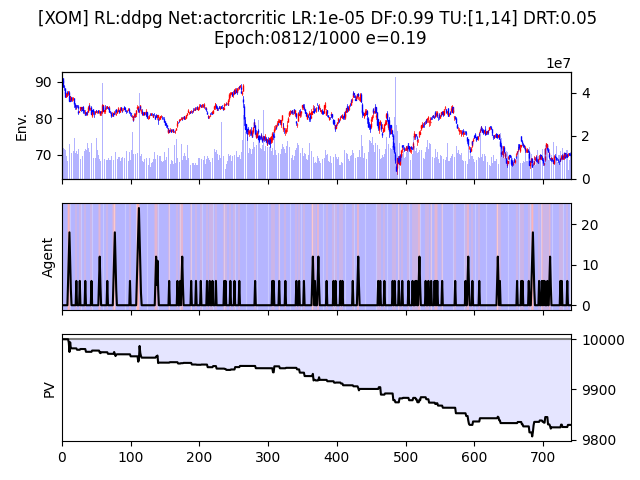 [XOM] RL:ddpg Net:actorcritic LR:1e-05 DF:0.99 TU:[1,14] DRT:0.05
Epoch:0812/1000 e=0.19
1e7
90
80
70
Env.
4
2
0
Agent
20
10
0
PV
10000
9900
9800
0 100 200 300 400 500 600 700